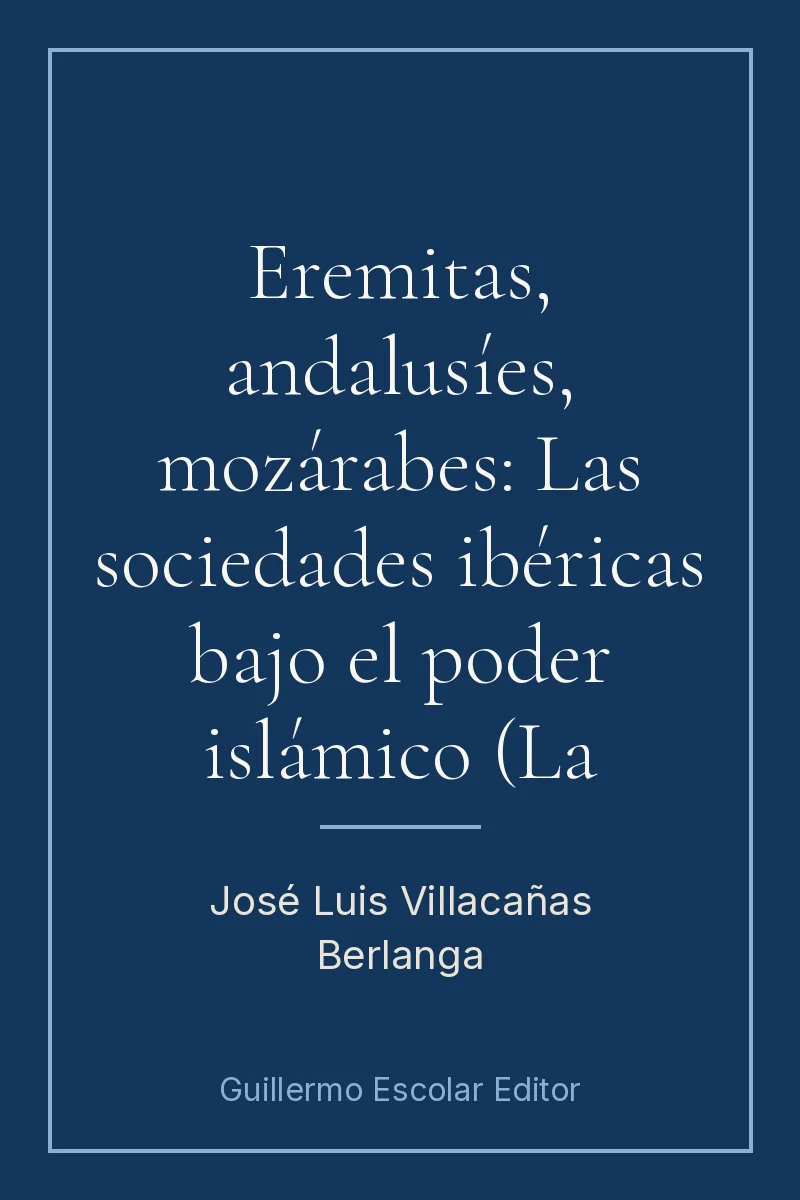 Eremitas,
andalusíes,
mozárabes: Las
sociedades ibéricas
bajo el poder
islámico (La
José Luis Villacañas
Berlanga
Guillermo Escolar Editor